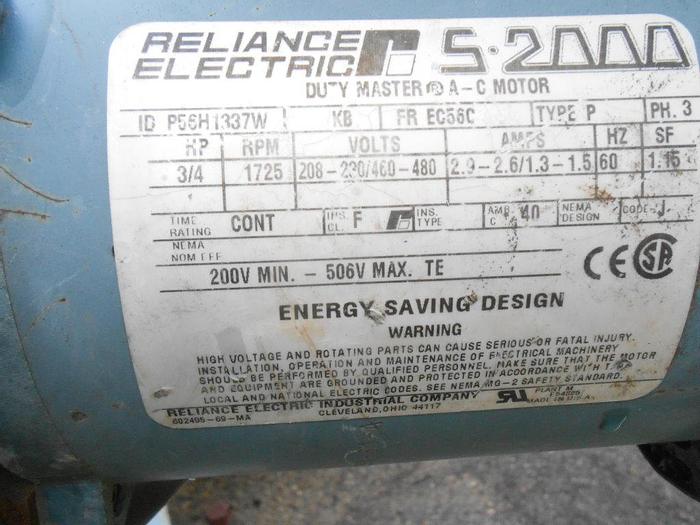 RELIANCE
ELECTRIC S-2000
DUTY MASTER ® A-C MOTOR
ID P56H1337W KB FR EC56C TYPE P PH. 3
HP RPM VOLTS AMPS HZ SF
3/4 1725 208-230/460-480 2.9-2.6/1.3-1.5 60 1.15
TIME RATING CONT INS. CL. F INS. TYPE AMB C 40 NEMA DESIGN CODE J
NEMA
NOM EFF
200V MIN. - 506V MAX. TE
CE SA
ENERGY SAVING DESIGN
WARNING
HIGH VOLTAGE AND ROTATING PARTS CAN CAUSE SERIOUS OR FATAL INJURY.
INSTALLATION, OPERATION AND MAINTENANCE OF ELECTRICAL MACHINERY
SHOULD BE PERFORMED BY QUALIFIED PERSONNEL. MAKE SURE THAT THE MOTOR
AND EQUIPMENT ARE GROUNDED AND PROTECTED IN ACCORDANCE WITH
LOCAL AND NATIONAL ELECTRIC CODES. SEE NEMA MG-2 SAFETY STANDARD.
RELIANCE ELECTRIC INDUSTRIAL COMPANY
CLEVELAND, OHIO 44117
602495-69-MA
PLANT M
MADE IN U.S.A.